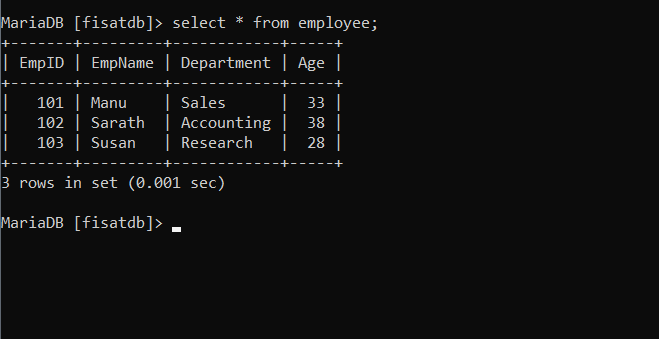 MariaDB [fisatdb]> select * from employee;
+-------+---------+------------+-----+
| EmpID | EmpName | Department | Age |
+-------+---------+------------+-----+
|   101 | Manu    | Sales      |  33 |
|   102 | Sarath  | Accounting |  38 |
|   103 | Susan   | Research   |  28 |
+-------+---------+------------+-----+
3 rows in set (0.001 sec)
MariaDB [fisatdb]>